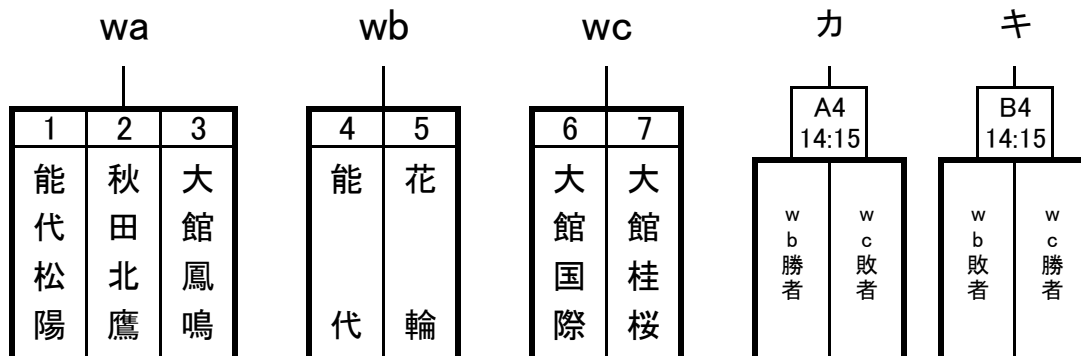 wa
wb
wc
カ
キ
1
2
3
能代松陽
秋田北鷹
大館鳳鳴
4
5
能代
花輪
6
7
大館国際
大館桂桜
A4
14:15
wb勝者
wc敗者
B4
14:15
wb敗者
wc勝者